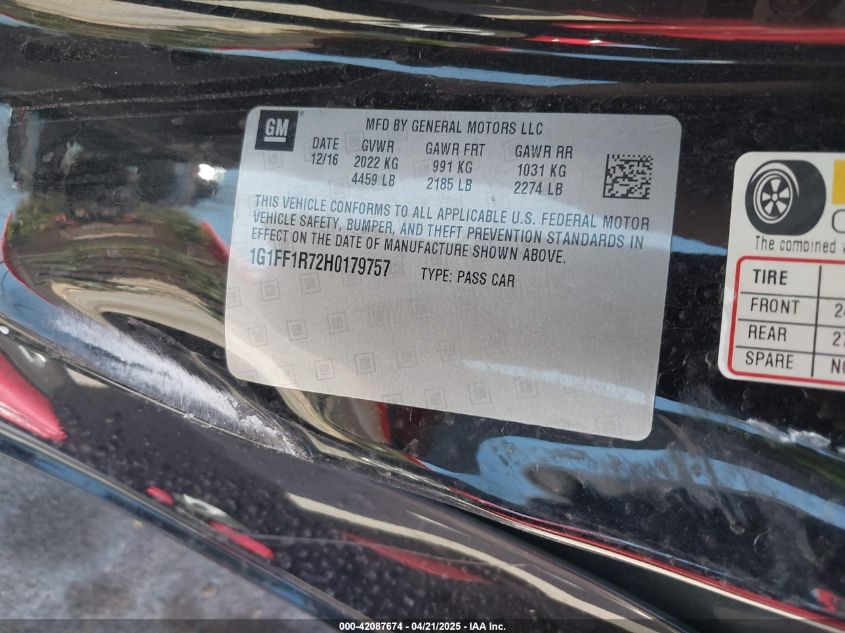 GM
MFD BY GENERAL MOTORS LLC
DATE GVWR GAWR FRT GAWR RR
12/16 2022 KG 991 KG 1031 KG
4459 LB 2185 LB 2274 LB
THIS VEHICLE CONFORMS TO ALL APPLICABLE U.S. FEDERAL MOTOR
VEHICLE SAFETY, BUMPER, AND THEFT PREVENTION STANDARDS IN
EFFECT ON THE DATE OF MANUFACTURE SHOWN ABOVE.
1G1FF1R72H0179757 TYPE: PASS CAR
The combined
TIRE
FRONT 24
REAR 27
SPARE
000-42087674 - 04/21/2025 - IAA Inc.